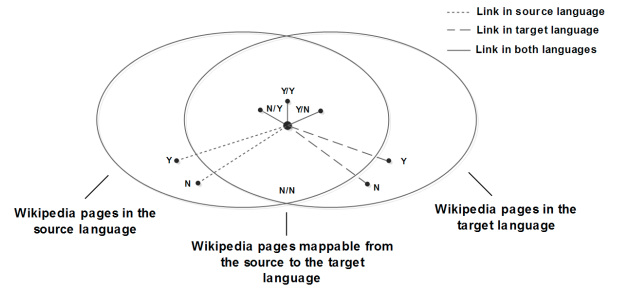 Link in source language
Link in target language
Link in both languages
Y/Y
N/Y
Y/N
Y
Y
N
N/N
N
Wikipedia pages in the
source language
Wikipedia pages mappable from
the source to the target
language
Wikipedia pages in the
target language